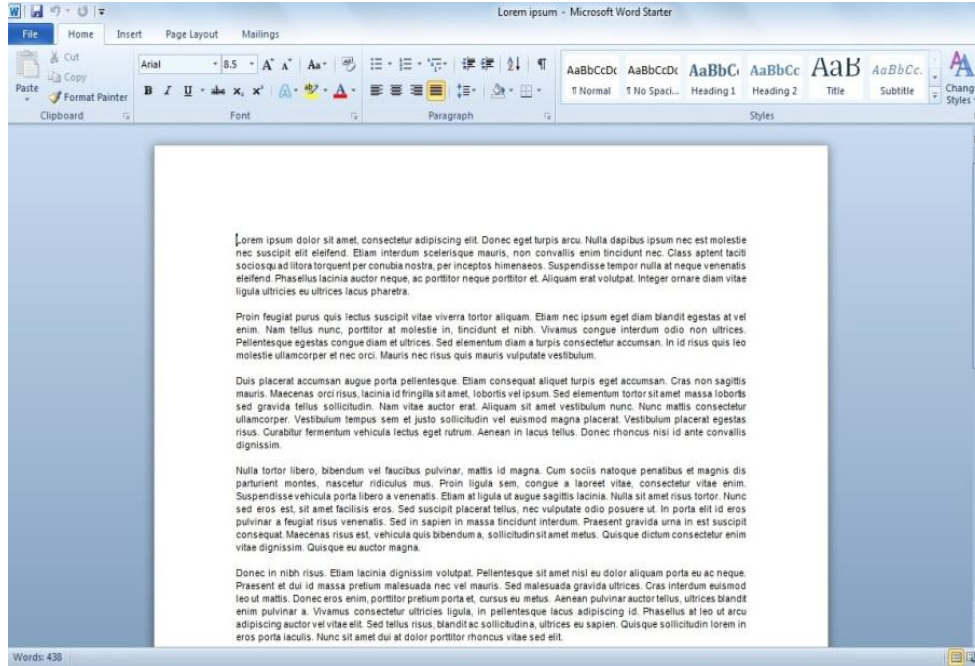 Lorem ipsum - Microsoft Word Starter
File Home Insert Page Layout Mailings
Cut
Copy
Paste
Format Painter
Clipboard
Arial 8.5
Font
Paragraph
AaBbCcDc AaBbCcDc AaBbC AaBbCc AaB AaBbCc.
¶ Normal ¶ No Spaci... Heading 1 Heading 2 Title Subtitle
Chang
Styles
Styles
Lorem ipsum dolor sit amet, consectetur adipiscing elit. Donec eget turpis arcu. Nulla dapibus ipsum nec est molestie
nec suscipit elit eleifend. Etiam interdum scelerisque mauris, non convallis enim tincidunt nec. Class aptent taciti
sociosqu ad litora torquent per conubia nostra, per inceptos himenaeos. Suspendisse tempor nulla at neque venenatis
eleifend. Phasellus lacinia auctor neque, ac porttitor neque porttitor et. Aliquam erat volutpat. Integer ornare diam vitae
ligula ultricies eu ultrices lacus pharetra.
Proin feugiat purus quis lectus suscipit vitae viverra tortor aliquam. Etiam nec ipsum eget diam blandit egestas at vel
enim. Nam tellus nunc, porttitor at molestie in, tincidunt et nibh. Vivamus congue interdum odio non ultrices.
Pellentesque egestas congue diam et ultrices. Sed elementum diam a turpis consectetur accumsan. In id risus quis leo
molestie ullamcorper et nec orci. Mauris nec risus quis mauris vulputate vestibulum.
Duis placerat accumsan augue porta pellentesque. Etiam consequat aliquet turpis eget accumsan. Cras non sagittis
mauris. Maecenas orci risus, lacinia id fringilla sit amet, lobortis vel ipsum. Sed elementum tortor sit amet massa lobortis
sed gravida tellus sollicitudin. Nam vitae auctor erat. Aliquam sit amet vestibulum nunc. Nunc mattis consectetur
ullamcorper. Vestibulum tempus sem et justo sollicitudin vel euismod magna placerat. Vestibulum placerat egestas
risus. Curabitur fermentum vehicula lectus eget rutrum. Aenean in lacus tellus. Donec rhoncus nisi id ante convallis
dignissim.
Nulla tortor libero, bibendum vel faucibus pulvinar, mattis id magna. Cum sociis natoque penatibus et magnis dis
parturient montes, nascetur ridiculus mus. Proin ligula sem, congue a laoreet vitae, consectetur vitae enim.
Suspendisse vehicula porta libero a venenatis. Etiam at ligula ut augue sagittis lacinia. Nulla sit amet risus tortor. Nunc
sed eros est, sit amet facilisis eros. Sed suscipit placerat tellus, nec vulputate odio posuere ut. In porta elit id eros
pulvinar a feugiat risus venenatis. Sed in sapien in massa tincidunt interdum. Praesent gravida urna in est suscipit
consequat. Maecenas risus est, vehicula quis bibendum a, sollicitudin sit amet metus. Quisque dictum consectetur enim
vitae dignissim. Quisque eu auctor magna.
Donec in nibh risus. Etiam lacinia dignissim volutpat. Pellentesque sit amet nisl eu dolor aliquam porta eu ac neque.
Praesent et dui id massa pretium malesuada nec vel mauris. Sed malesuada gravida ultrices. Cras interdum euismod
leo ut mattis. Donec eros enim, porttitor pretium porta et, cursus eu metus. Aenean pulvinar auctor tellus, ultrices blandit
enim pulvinar a. Vivamus consectetur ultricies ligula, in pellentesque lacus adipiscing id. Phasellus at leo ut arcu
adipiscing auctor vel vitae elit. Sed tellus risus, blandit ac sollicitudin a, ultrices eu sapien. Quisque sollicitudin lorem in
eros porta iaculis. Nunc sit amet dui at dolor porttitor rhoncus vitae sed elit.
Words: 438